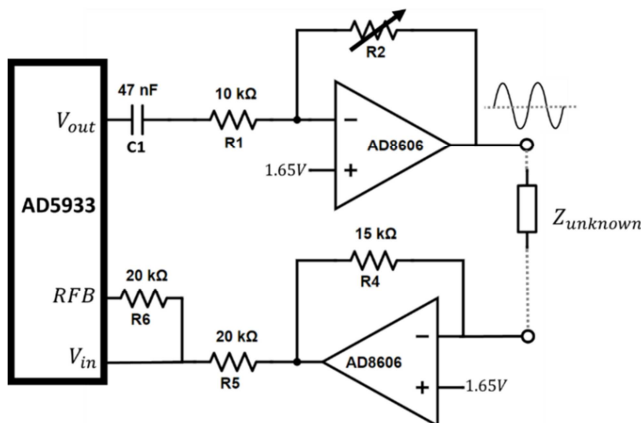 R2
47 nF
10 kΩ
V_out
C1
R1
−
AD8606
1.65V
+
AD5933
Z_unknown
15 kΩ
R4
20 kΩ
RFB
R6
20 kΩ
−
V_in
R5
AD8606
+
1.65V